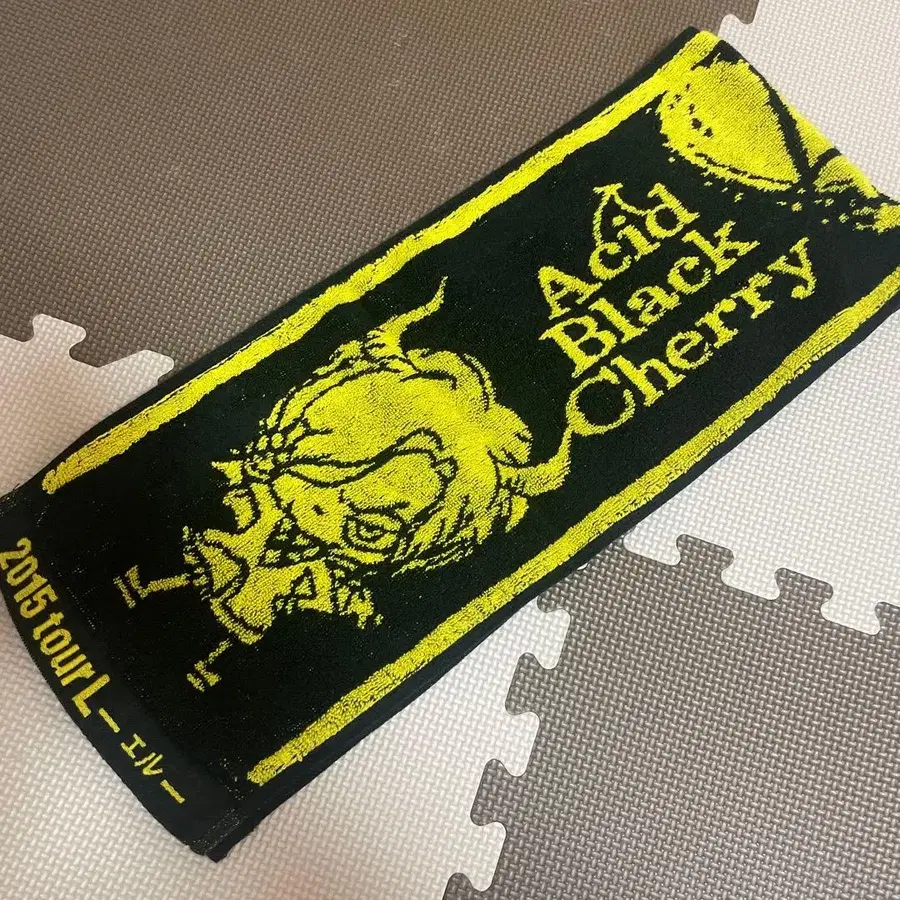 Acid
Black
Cherry
2015 tour L ーエルー